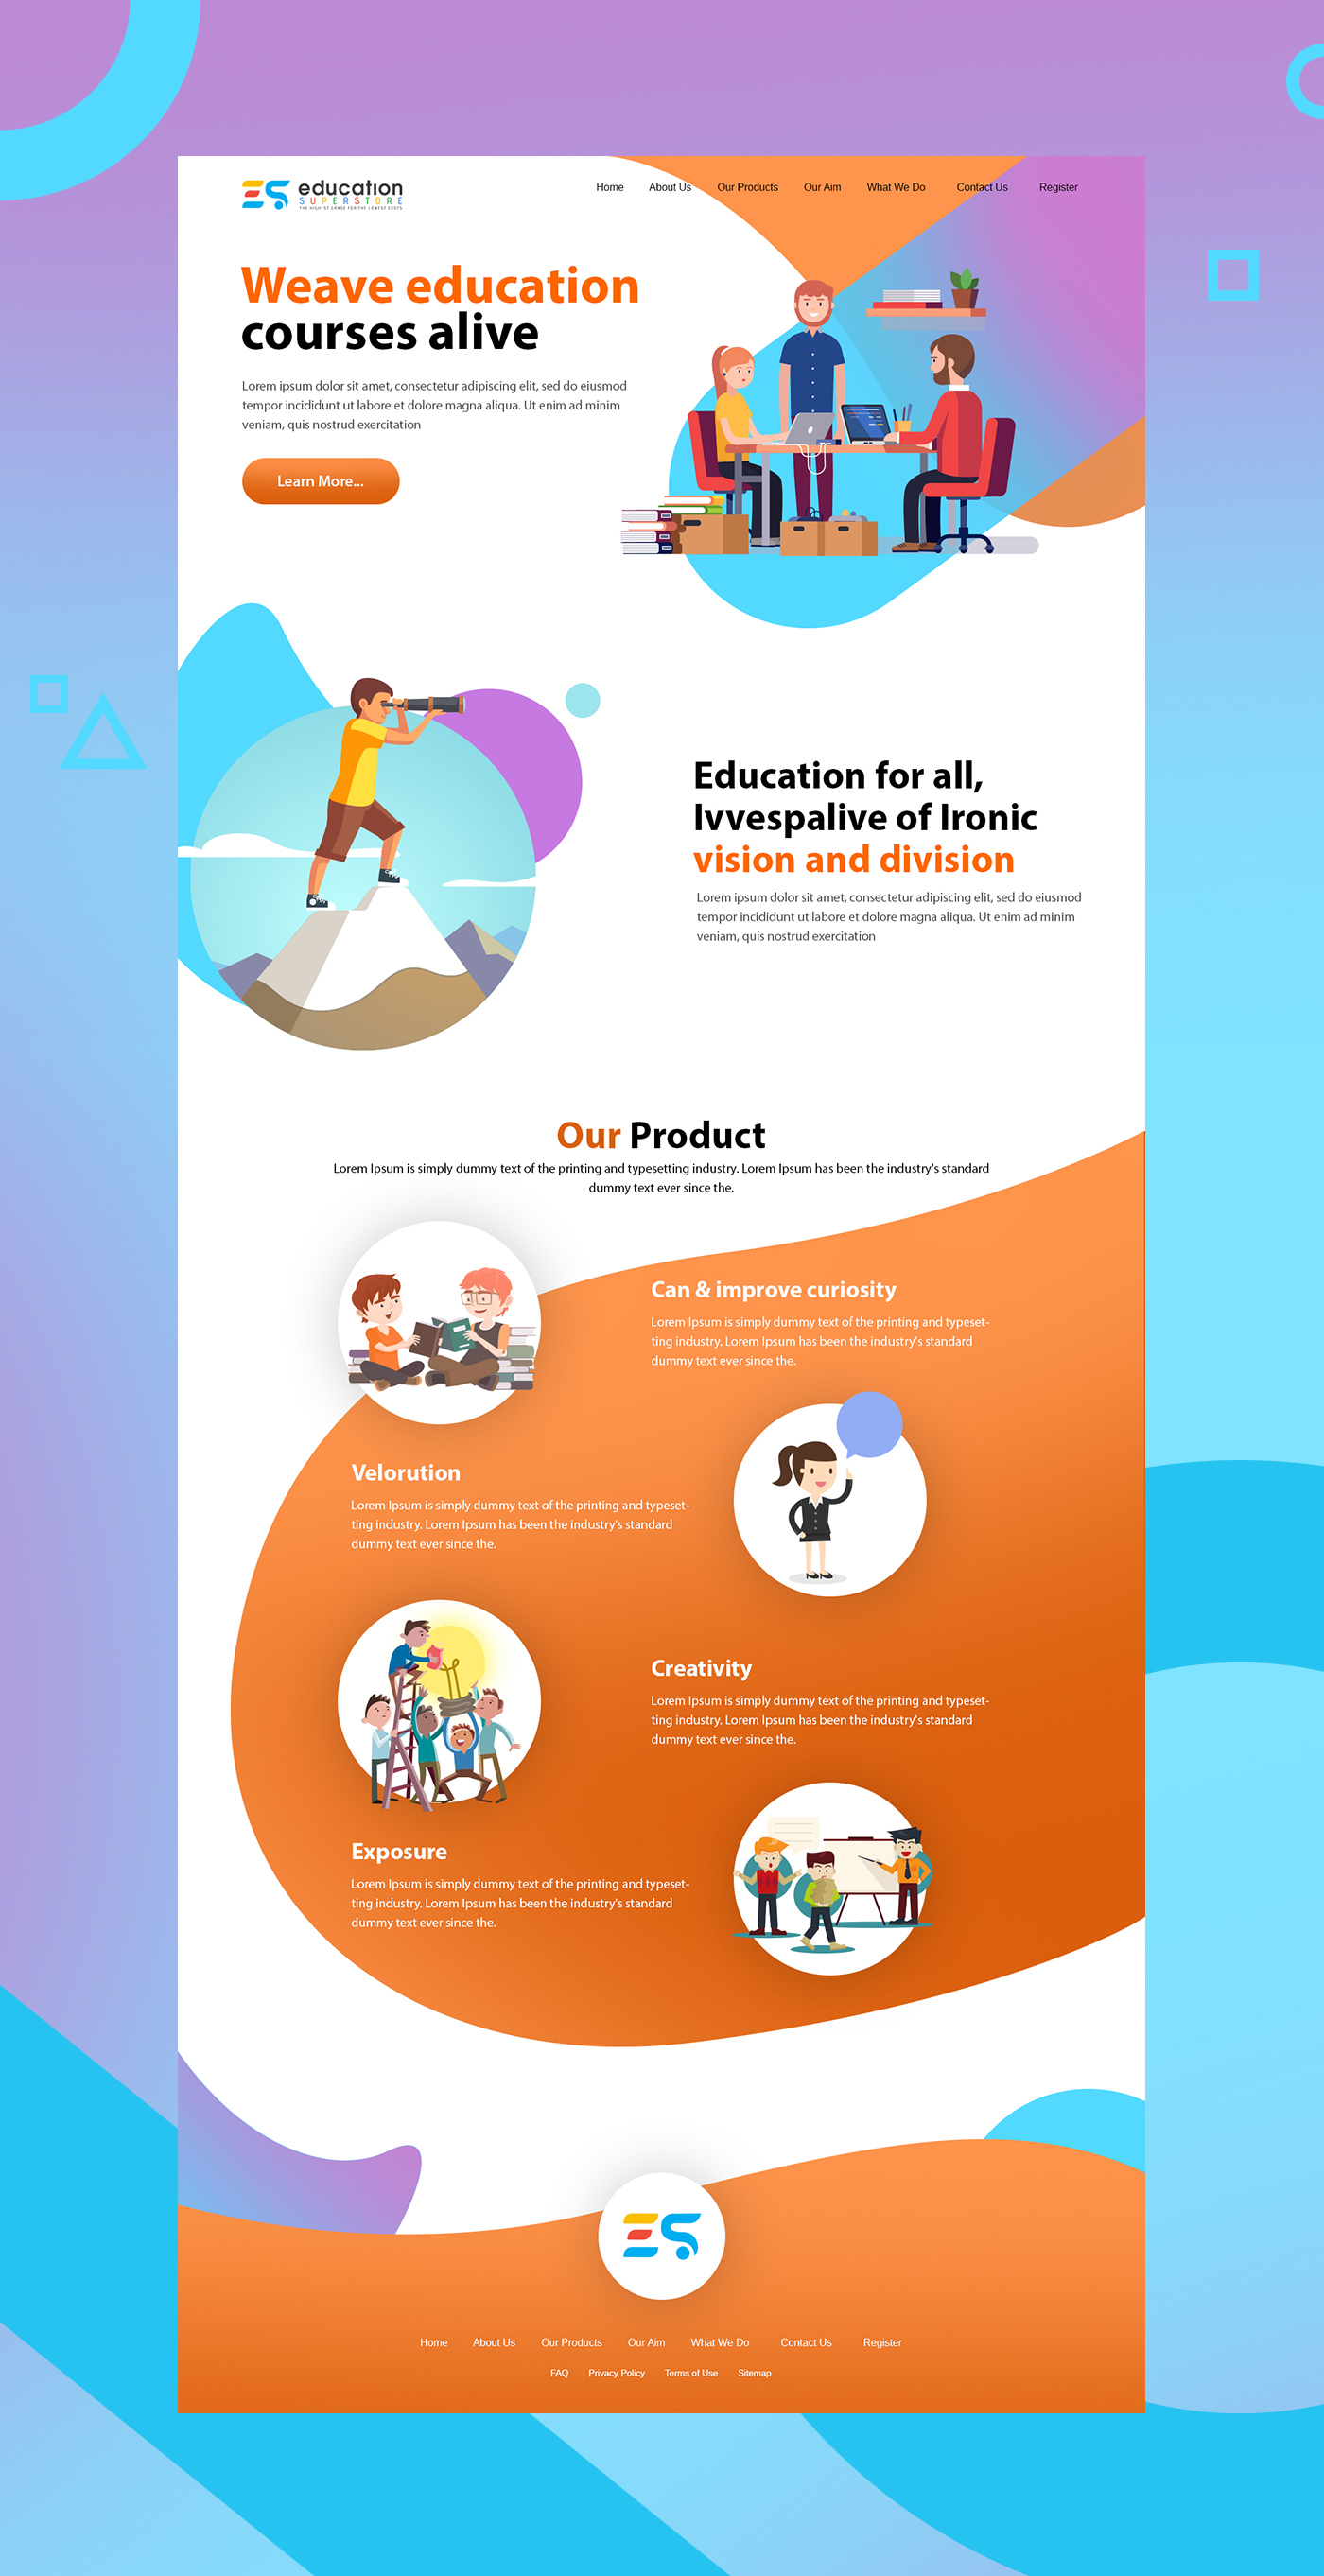 ES education
SUPERSTORE
THE HIGHEST GRADE FOR THE LOWEST COSTS
Home About Us Our Products Our Aim What We Do Contact Us Register
Weave education
courses alive
Lorem ipsum dolor sit amet, consectetur adipiscing elit, sed do eiusmod
tempor incididunt ut labore et dolore magna aliqua. Ut enim ad minim
veniam, quis nostrud exercitation
Learn More...
Education for all,
Ivvespalive of Ironic
vision and division
Lorem ipsum dolor sit amet, consectetur adipiscing elit, sed do eiusmod
tempor incididunt ut labore et dolore magna aliqua. Ut enim ad minim
veniam, quis nostrud exercitation
Our Product
Lorem Ipsum is simply dummy text of the printing and typesetting industry. Lorem Ipsum has been the industry's standard
dummy text ever since the.
Can & improve curiosity
Lorem Ipsum is simply dummy text of the printing and typeset-
ting industry. Lorem Ipsum has been the industry's standard
dummy text ever since the.
Velorution
Lorem Ipsum is simply dummy text of the printing and typeset-
ting industry. Lorem Ipsum has been the industry's standard
dummy text ever since the.
Creativity
Lorem Ipsum is simply dummy text of the printing and typeset-
ting industry. Lorem Ipsum has been the industry's standard
dummy text ever since the.
Exposure
Lorem Ipsum is simply dummy text of the printing and typeset-
ting industry. Lorem Ipsum has been the industry's standard
dummy text ever since the.
ES
Home About Us Our Products Our Aim What We Do Contact Us Register
FAQ Privacy Policy Terms of Use Sitemap